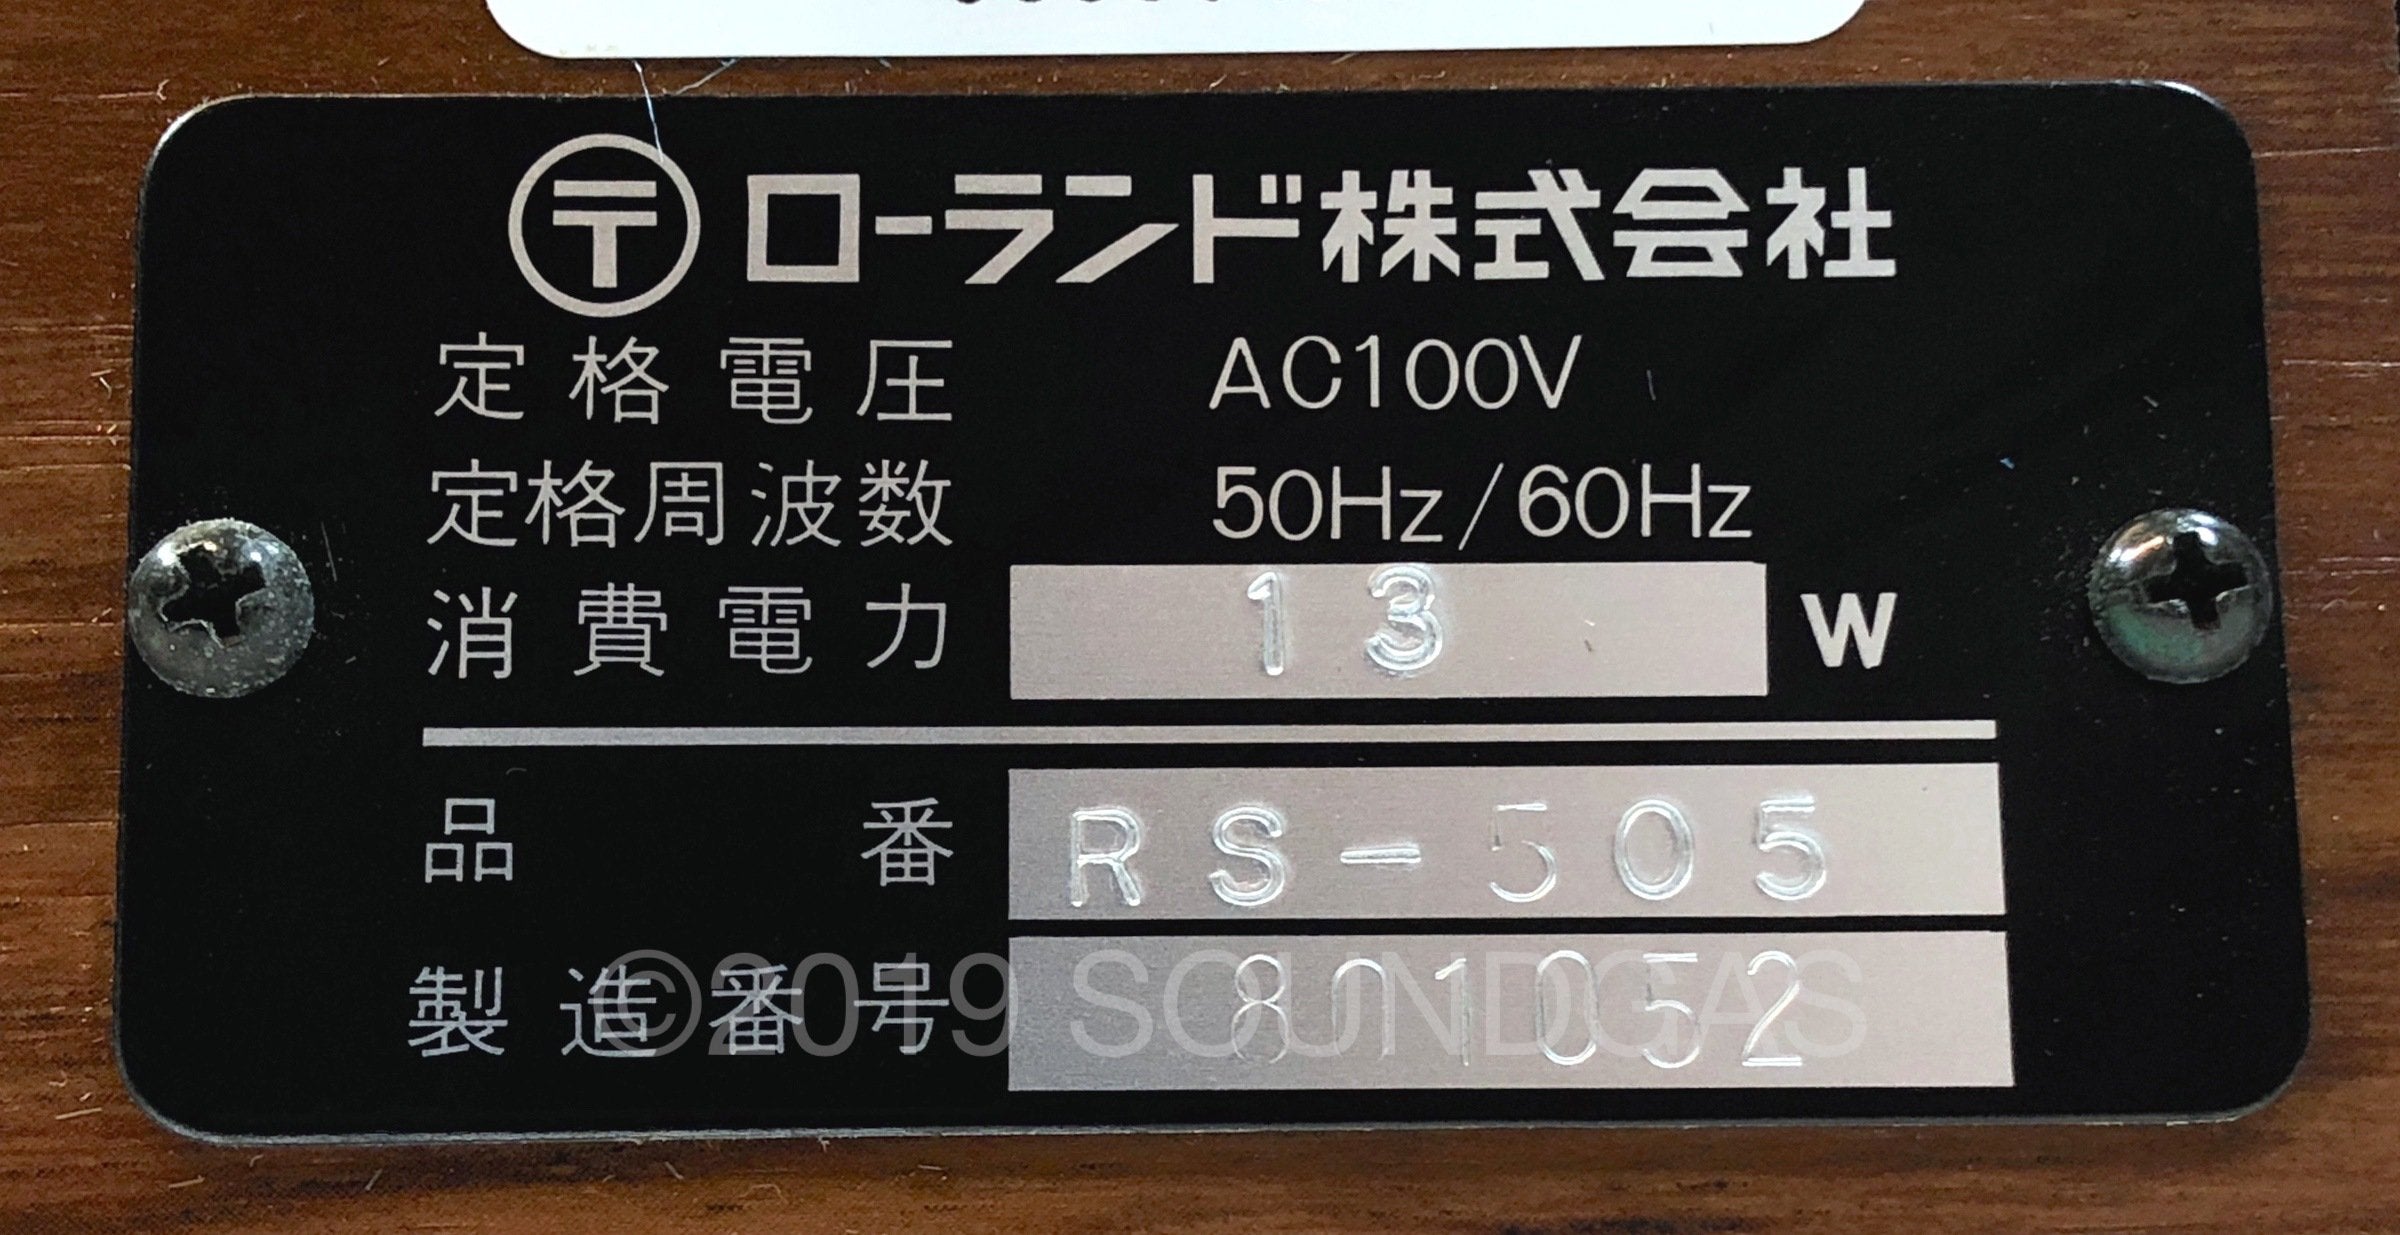 〶 ローランド株式会社
定格電圧 AC100V
定格周波数 50Hz/60Hz
消費電力 13 W
品番 RS-505
製造番号 801052
©2019 SOUNDGAS